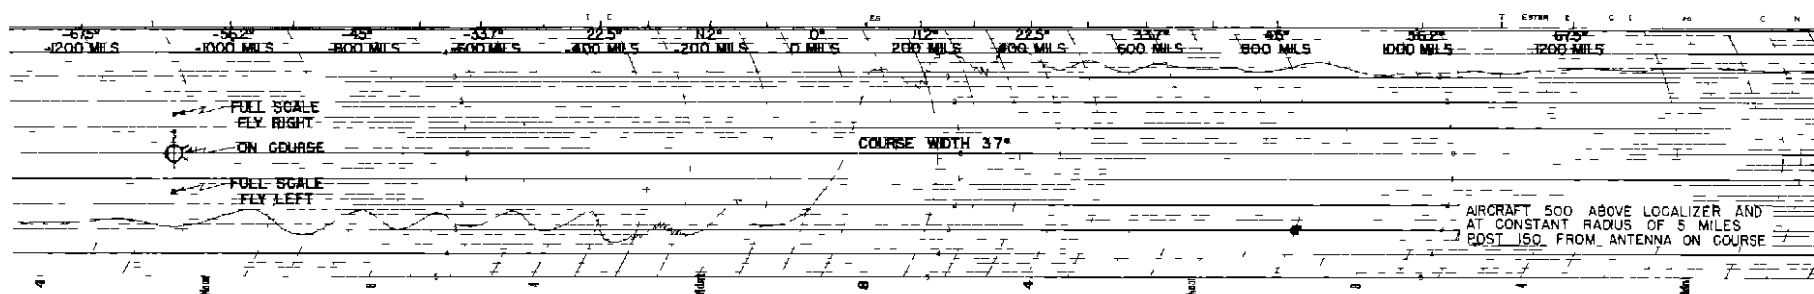 -67.5° -56.2° -45° -33.7° 22.5° 11.2° 0° 11.2° 22.5° 33.7° 45° 56.2° 67.5°
-1200 MILS -1000 MILS -800 MILS -600 MILS -400 MILS -200 MILS 0 MILS 200 MILS 400 MILS 600 MILS 800 MILS 1000 MILS 1200 MILS
FULL SCALE
FLY RIGHT
ON COURSE
COURSE WIDTH 3.7°
FULL SCALE
FLY LEFT
AIRCRAFT 500 ABOVE LOCALIZER AND
AT CONSTANT RADIUS OF 5 MILES
POST 150 FROM ANTENNA ON COURSE